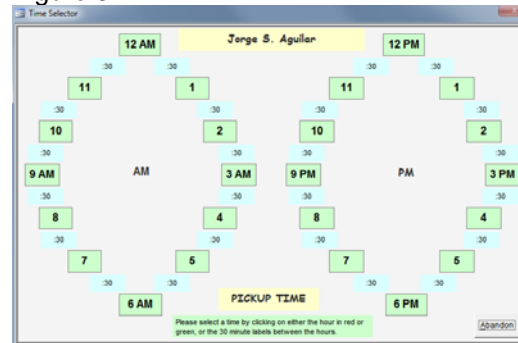 Time Selector
Jorge S. Aguilar
12 AM 12 PM
:30 :30 :30 :30
11 1 11 1
:30 :30 :30 :30
10 2 10 2
:30 :30 :30 :30
9 AM AM 3 AM 9 PM PM 3 PM
:30 :30 :30 :30
8 4 8 4
:30 :30 :30 :30
7 5 7 5
:30 :30 :30 :30
6 AM PICKUP TIME 6 PM
Please select a time by clicking on either the hour in red or
green, or the 30 minute labels between the hours.
Abandon